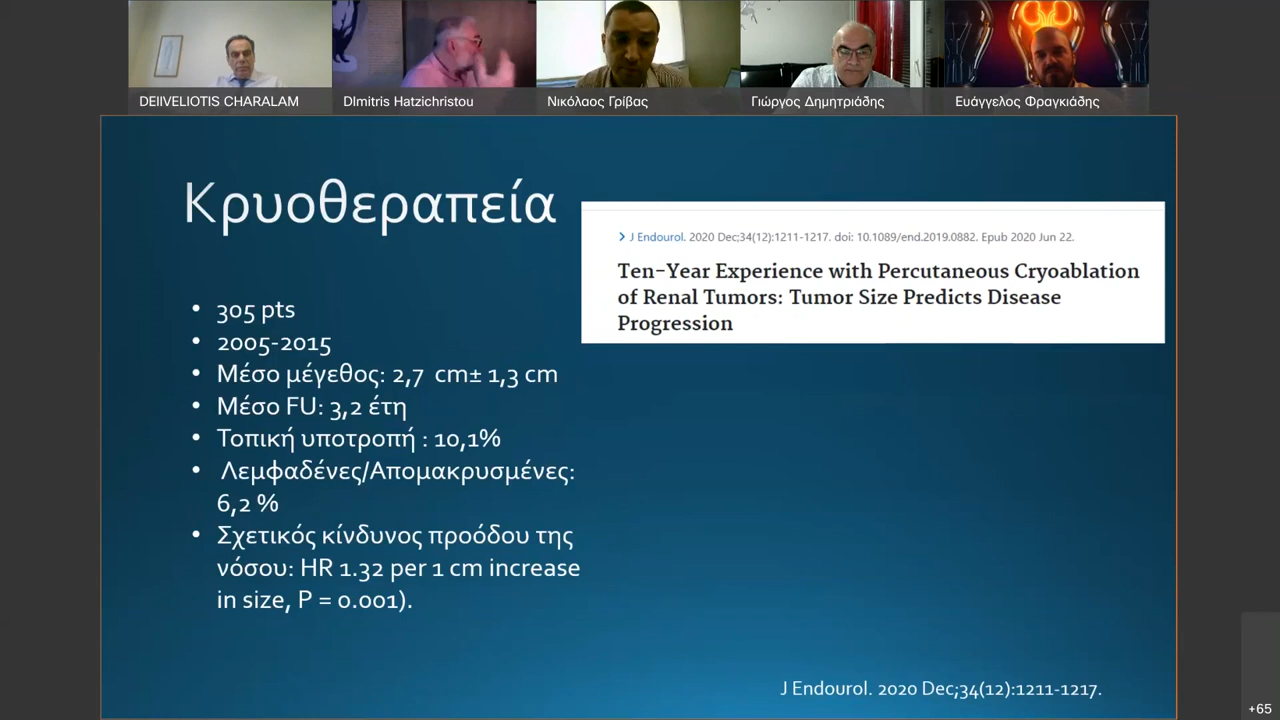 DEIIVELIOTIS CHARALAM
DImitris Hatzichristou
Νικόλαος Γρίβας
Γιώργος Δημητριάδης
Ευάγγελος Φραγκιάδης
Κρυοθεραπεία
> J Endourol. 2020 Dec;34(12):1211-1217. doi: 10.1089/end.2019.0882. Epub 2020 Jun 22.
Ten-Year Experience with Percutaneous Cryoablation
of Renal Tumors: Tumor Size Predicts Disease
Progression
• 305 pts
• 2005-2015
• Μέσο μέγεθος: 2,7 cm± 1,3 cm
• Μέσο FU: 3,2 έτη
• Τοπική υποτροπή : 10,1%
• Λεμφαδένες/Απομακρυσμένες:
6,2 %
• Σχετικός κίνδυνος προόδου της
νόσου: HR 1.32 per 1 cm increase
in size, P = 0.001).
J Endourol. 2020 Dec;34(12):1211-1217.
+65